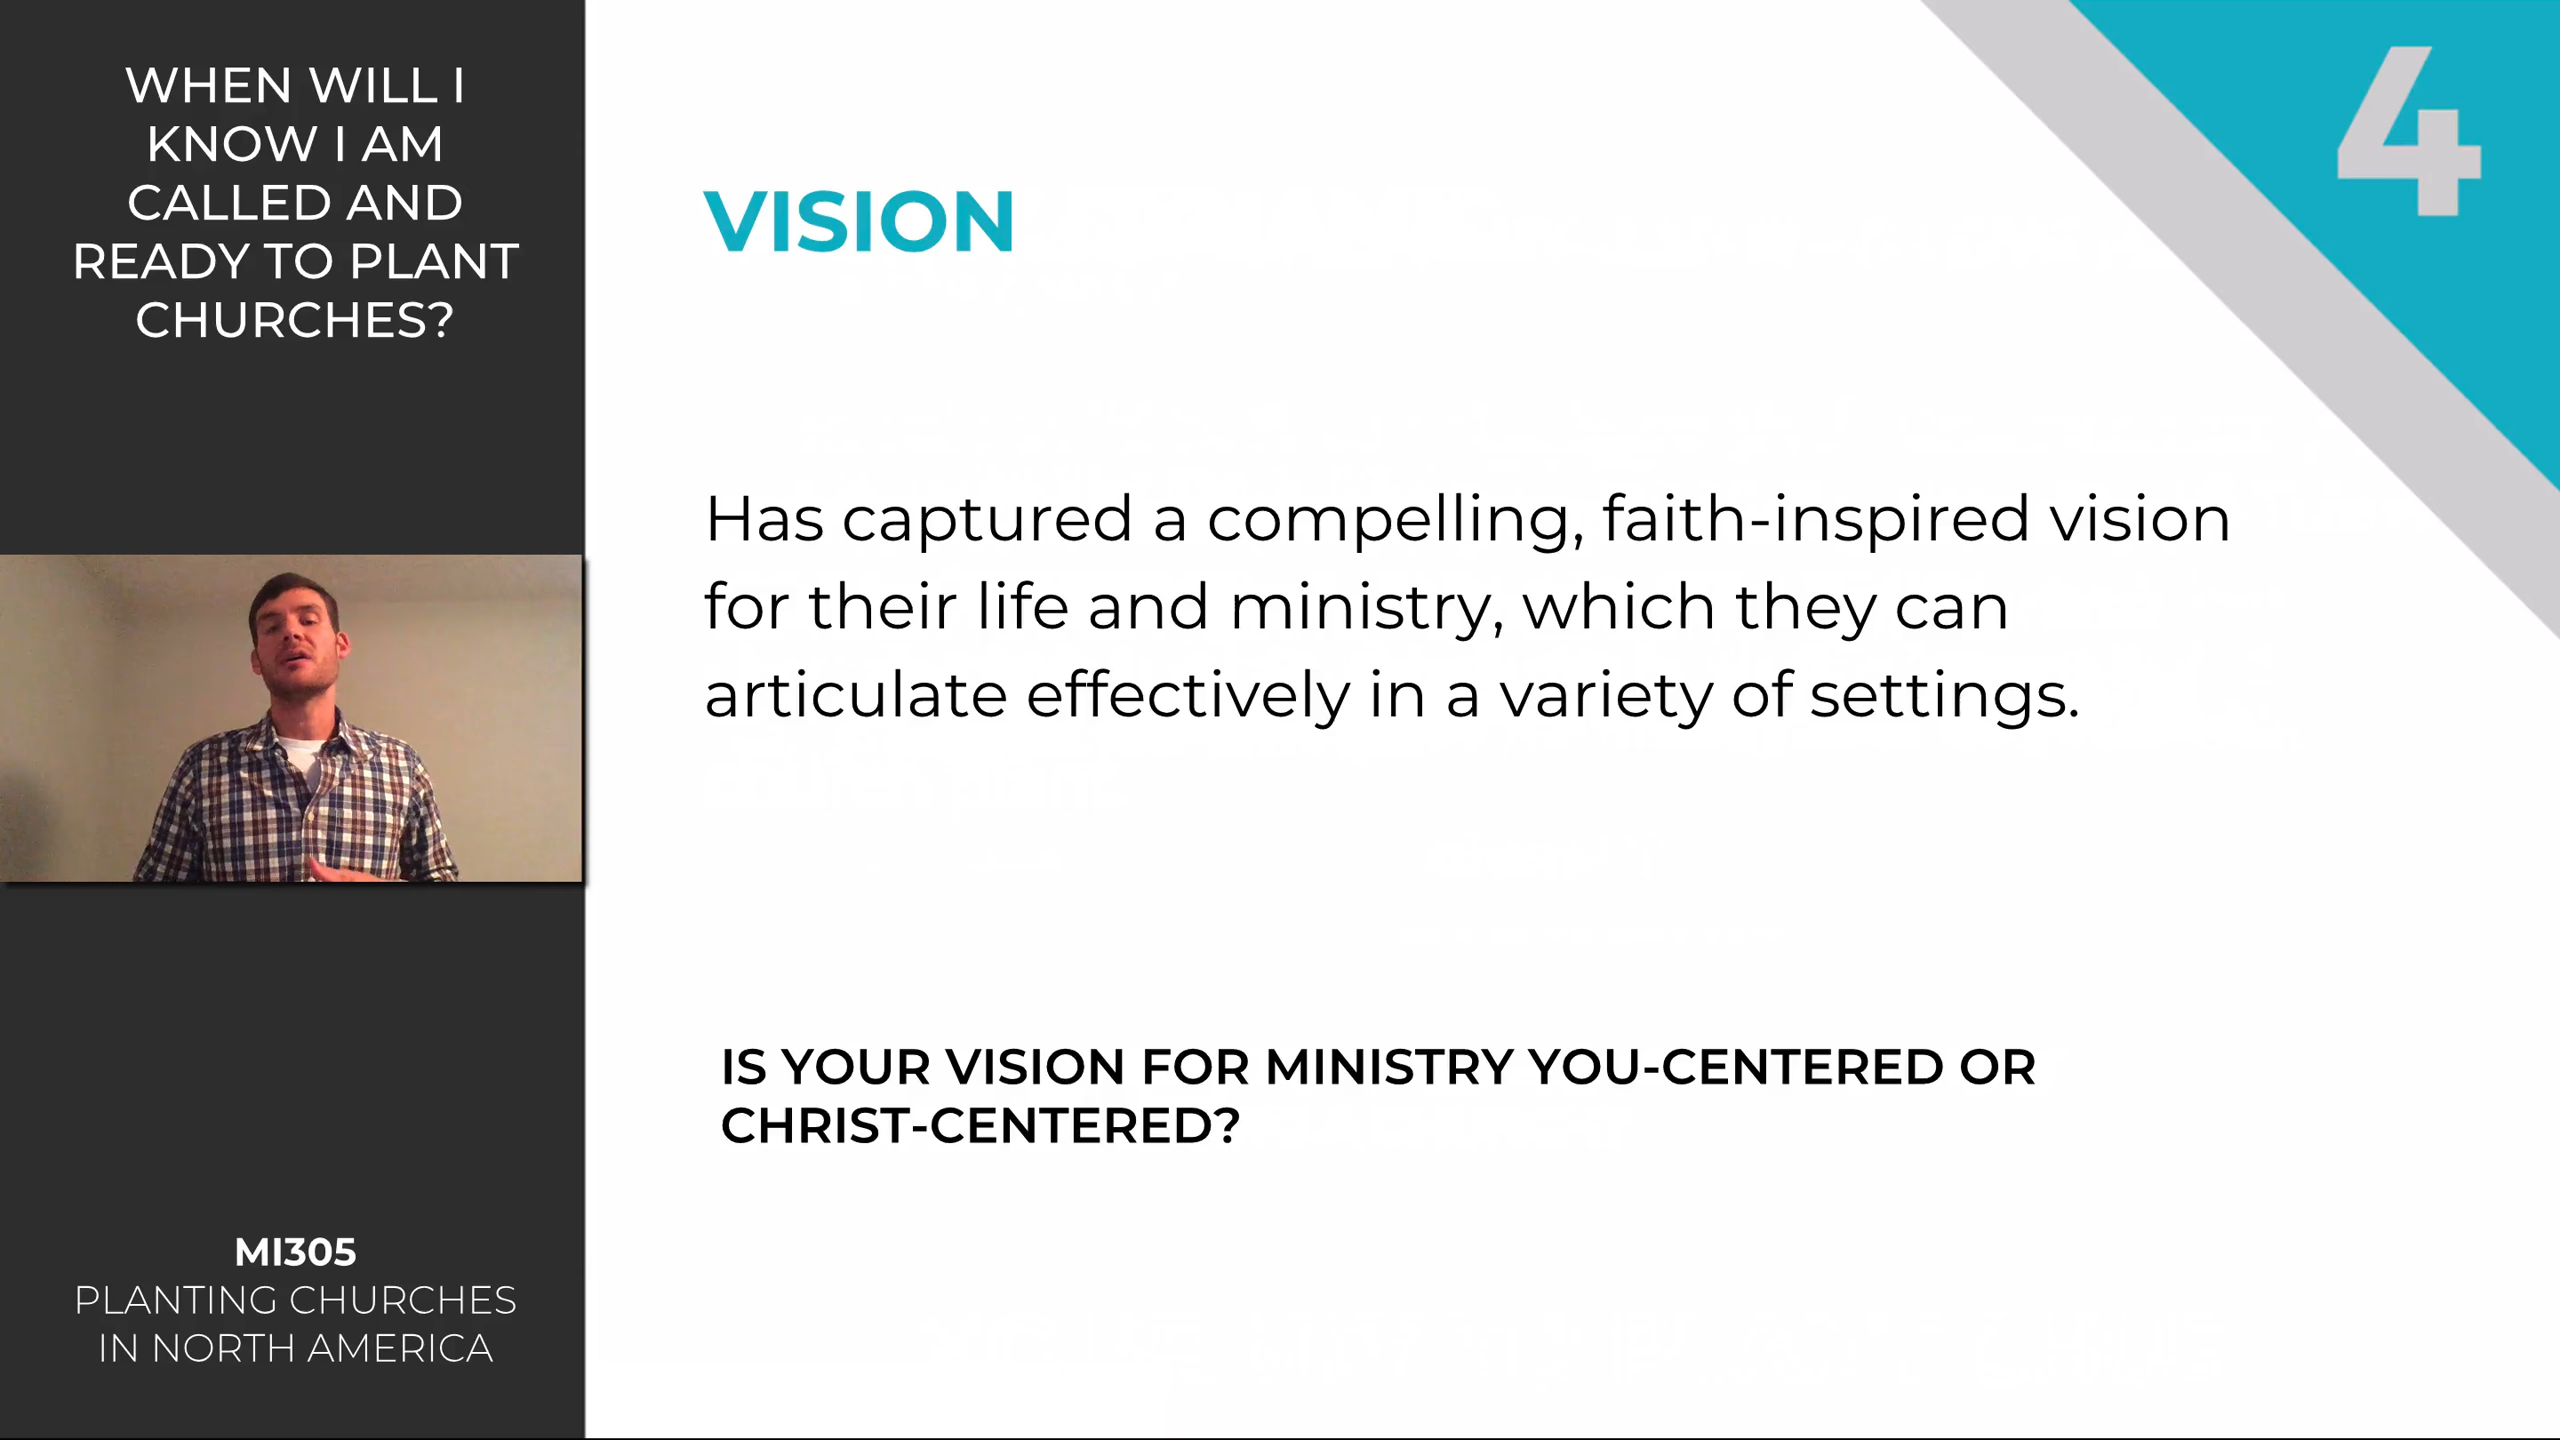 WHEN WILL I
KNOW I AM
CALLED AND
READY TO PLANT
CHURCHES?
MI305
PLANTING CHURCHES
IN NORTH AMERICA
4
VISION
Has captured a compelling, faith-inspired vision
for their life and ministry, which they can
articulate effectively in a variety of settings.
IS YOUR VISION FOR MINISTRY YOU-CENTERED OR
CHRIST-CENTERED?